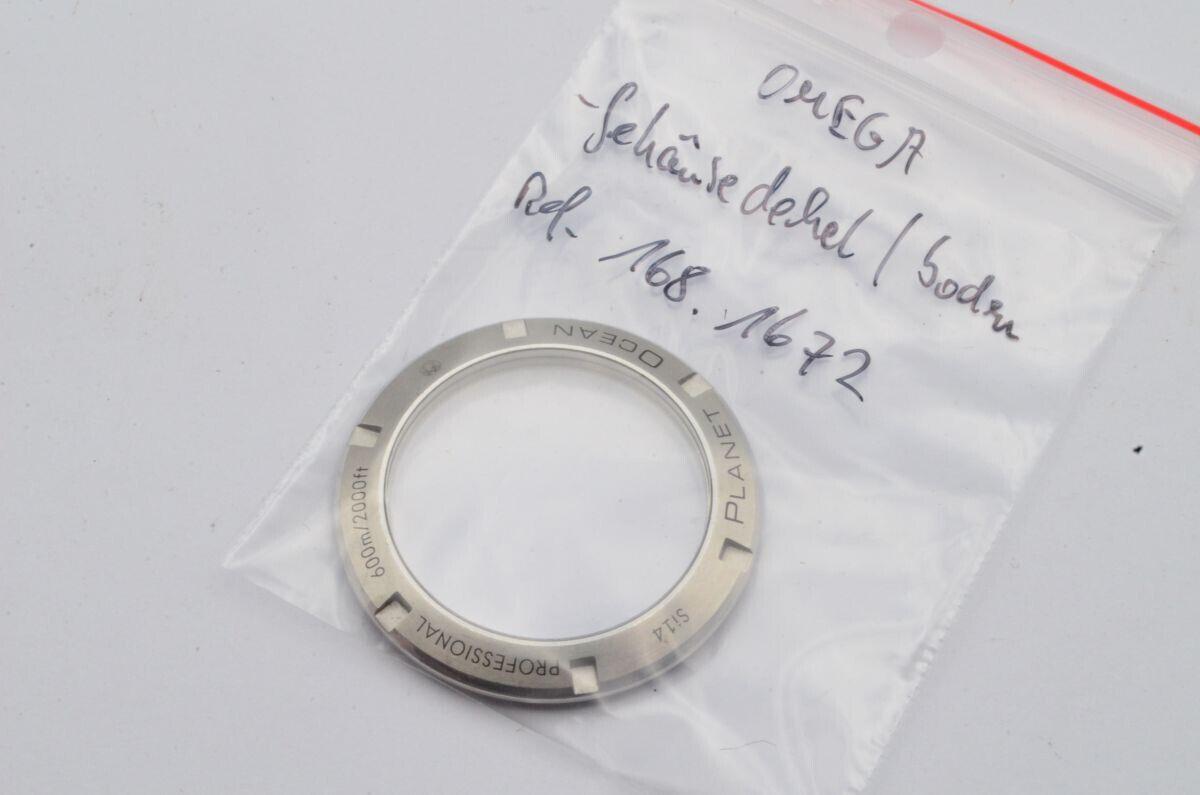 OMEGA
-Gehäusedeckel / Boden
Ref. 168.1672
PLANET OCEAN
600m/2000ft
PROFESSIONAL
Si14